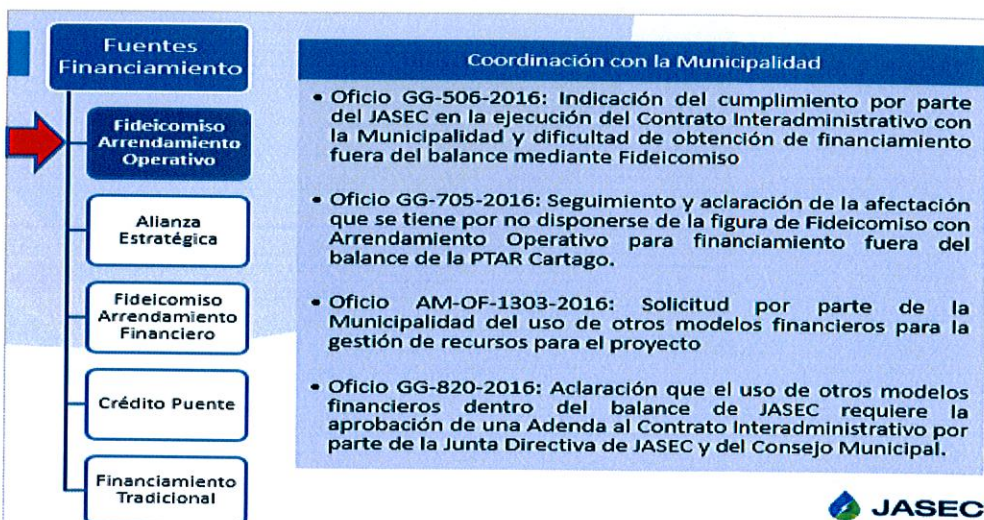 Fuentes
Financiamiento
Fideicomiso
Arrendamiento
Operativo
Alianza
Estratégica
Fideicomiso
Arrendamiento
Financiero
Crédito Puente
Financiamiento
Tradicional
Coordinación con la Municipalidad
• Oficio GG-506-2016: Indicación del cumplimiento por parte
del JASEC en la ejecución del Contrato Interadministrativo con
la Municipalidad y dificultad de obtención de financiamiento
fuera del balance mediante Fideicomiso
• Oficio GG-705-2016: Seguimiento y aclaración de la afectación
que se tiene por no disponerse de la figura de Fideicomiso con
Arrendamiento Operativo para financiamiento fuera del
balance de la PTAR Cartago.
• Oficio AM-OF-1303-2016: Solicitud por parte de la
Municipalidad del uso de otros modelos financieros para la
gestión de recursos para el proyecto
• Oficio GG-820-2016: Aclaración que el uso de otros modelos
financieros dentro del balance de JASEC requiere la
aprobación de una Adenda al Contrato Interadministrativo por
parte de la Junta Directiva de JASEC y del Consejo Municipal.
JASEC